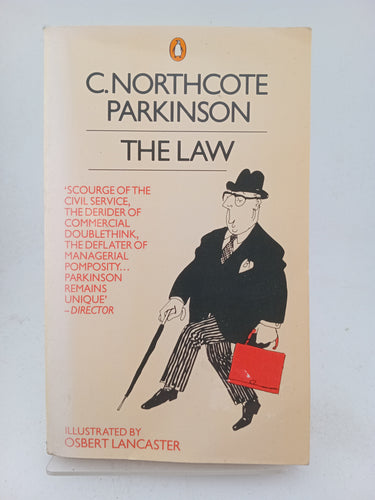 C.NORTHCOTE
PARKINSON
THE LAW
'SCOURGE OF THE
CIVIL SERVICE,
THE DERIDER OF
COMMERCIAL
DOUBLETHINK,
THE DEFLATER OF
MANAGERIAL
POMPOSITY...
PARKINSON
REMAINS
UNIQUE'
–DIRECTOR
ILLUSTRATED BY
OSBERT LANCASTER